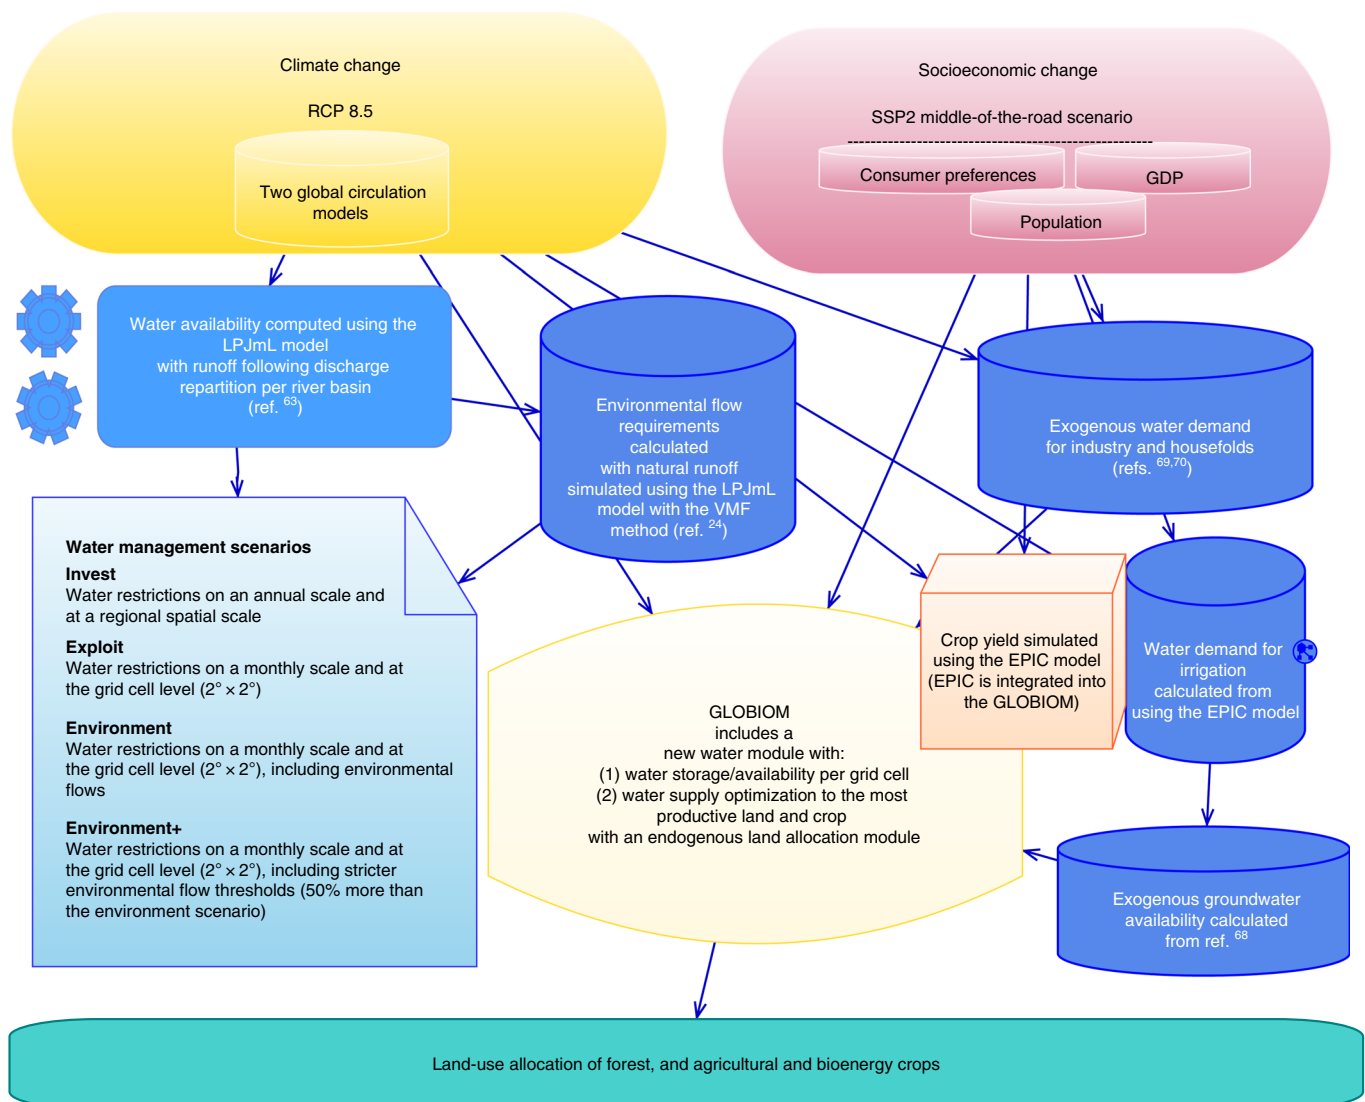 Climate change
RCP 8.5
Two global circulation
models
Socioeconomic change
SSP2 middle-of-the-road scenario
Consumer preferences
GDP
Population
Water availability computed using the
LPJmL model
with runoff following discharge
repartition per river basin
(ref. 63)
Environmental flow
requirements
calculated
with natural runoff
simulated using the LPJmL
model with the VMF
method (ref. 24)
Exogenous water demand
for industry and housefolds
(refs. 69,70)
Water management scenarios
Invest
Water restrictions on an annual scale and
at a regional spatial scale
Exploit
Water restrictions on a monthly scale and at
the grid cell level (2° × 2°)
Environment
Water restrictions on a monthly scale and at
the grid cell level (2° × 2°), including environmental
flows
Environment+
Water restrictions on a monthly scale and at
the grid cell level (2° × 2°), including stricter
environmental flow thresholds (50% more than
the environment scenario)
GLOBIOM
includes a
new water module with:
(1) water storage/availability per grid cell
(2) water supply optimization to the most
productive land and crop
with an endogenous land allocation module
Crop yield simulated
using the EPIC model
(EPIC is integrated into
the GLOBIOM)
Water demand for
irrigation
calculated from
using the EPIC model
Exogenous groundwater
availability calculated
from ref. 68
Land-use allocation of forest, and agricultural and bioenergy crops